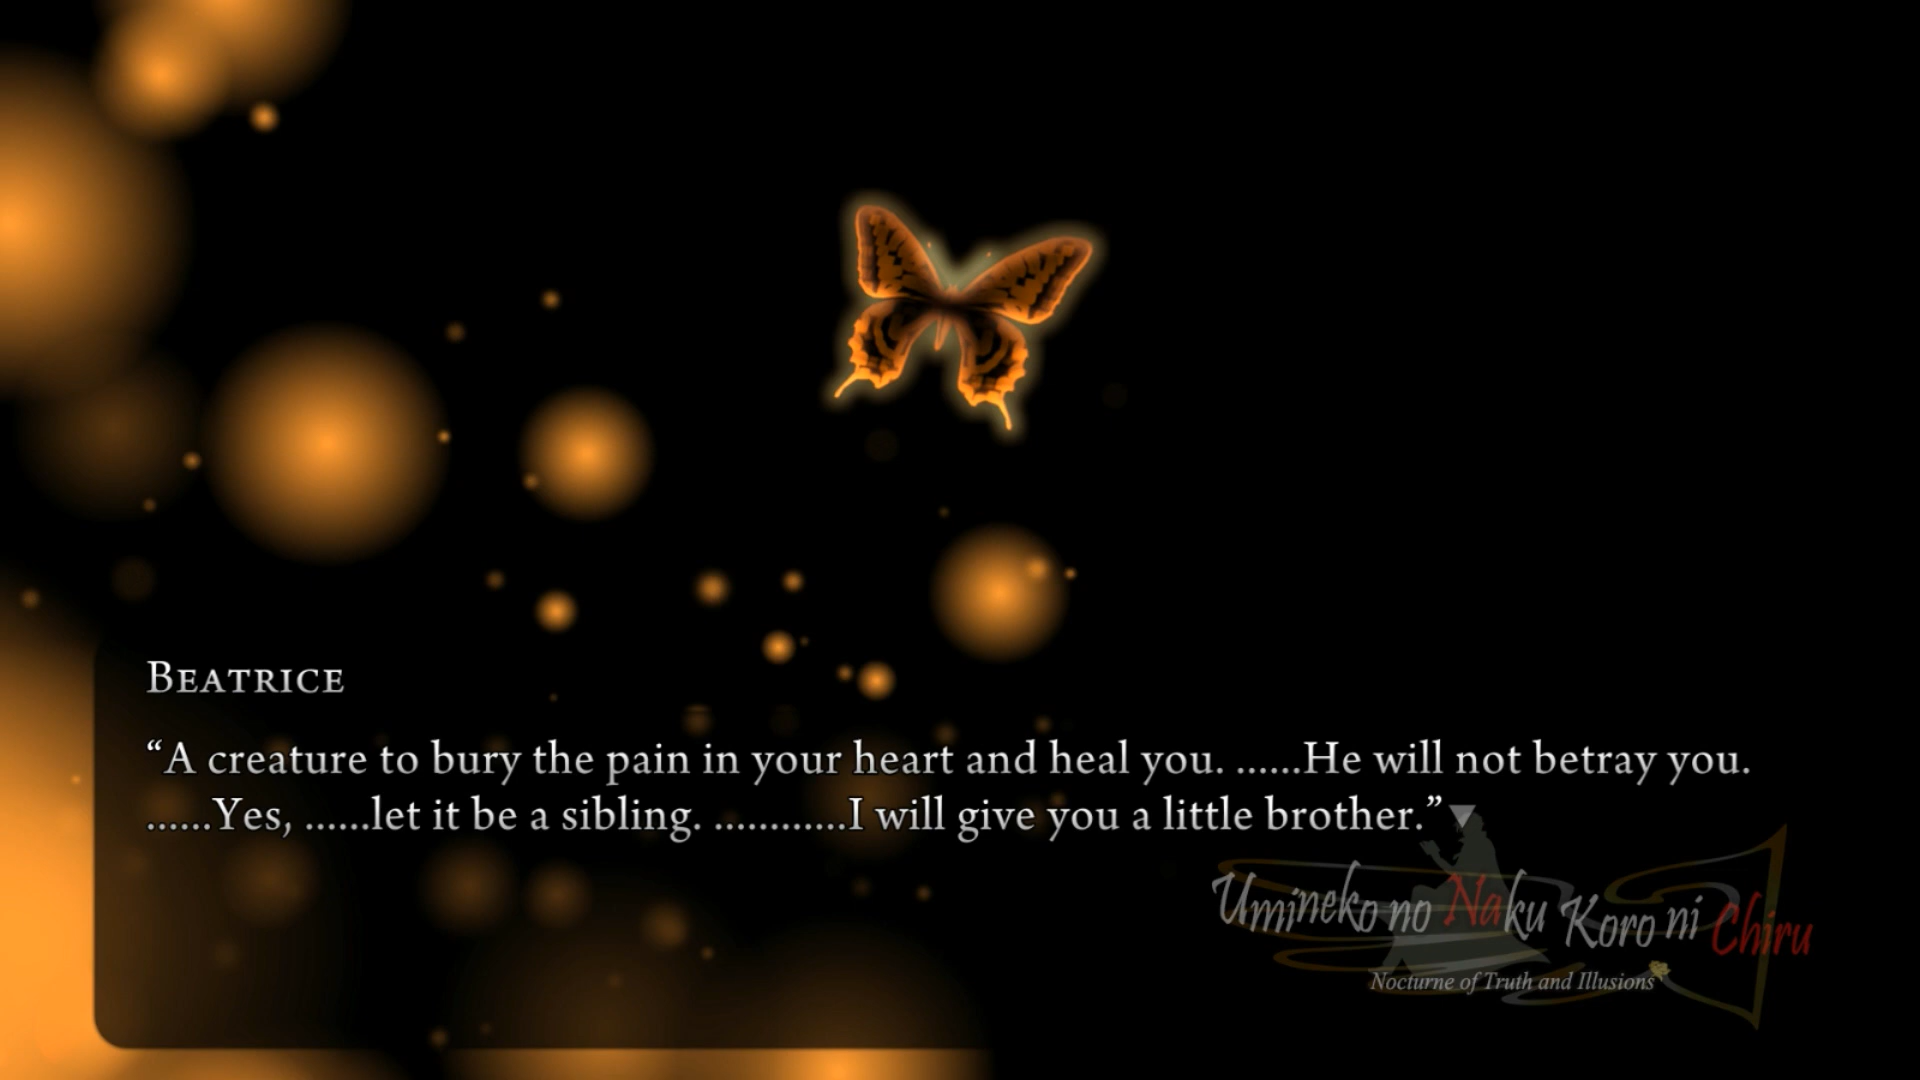 BEATRICE
“A creature to bury the pain in your heart and heal you. ......He will not betray you.
......Yes, ......let it be a sibling. ............I will give you a little brother.”
Umineko no Naku Koro ni Chiru
Nocturne of Truth and Illusions